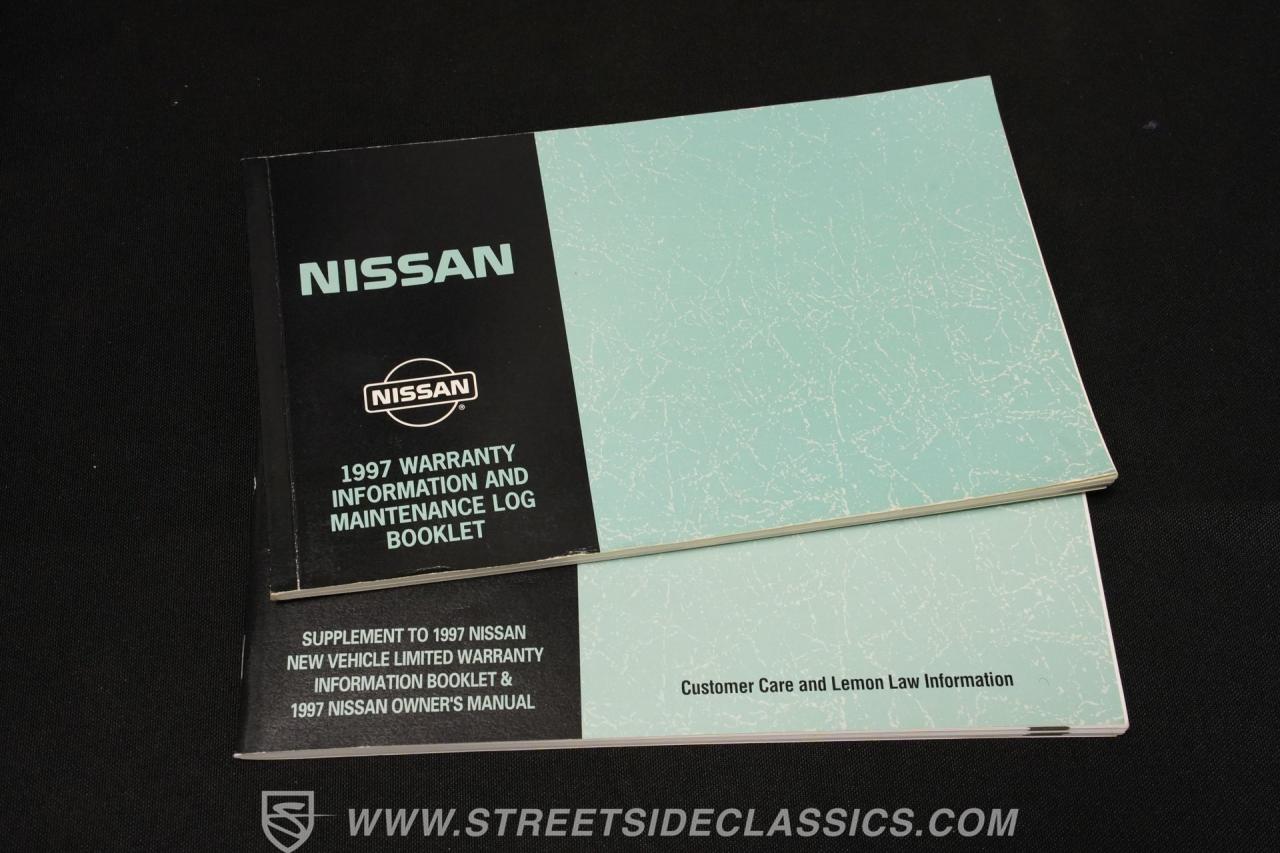 NISSAN
NISSAN
®
1997 WARRANTY
INFORMATION AND
MAINTENANCE LOG
BOOKLET
SUPPLEMENT TO 1997 NISSAN
NEW VEHICLE LIMITED WARRANTY
INFORMATION BOOKLET &
1997 NISSAN OWNER'S MANUAL
Customer Care and Lemon Law Information
WWW.STREETSIDECLASSICS.COM